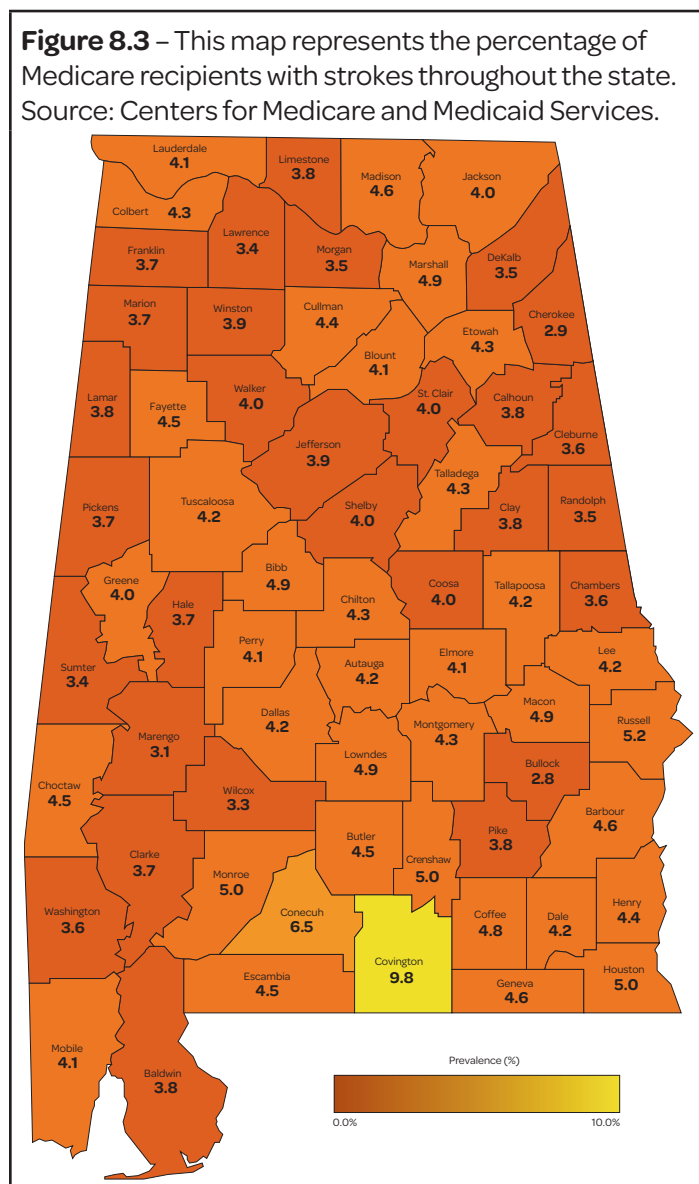 Figure 8.3 – This map represents the percentage of
Medicare recipients with strokes throughout the state.
Source: Centers for Medicare and Medicaid Services.
Lauderdale
4.1
Limestone
3.8
Madison
4.6
Jackson
4.0
Colbert 4.3
Lawrence
3.4
Franklin
3.7
Morgan
3.5
Marshall
4.9
DeKalb
3.5
Marion
3.7
Winston
3.9
Cullman
4.4
Cherokee
2.9
Etowah
4.3
Blount
4.1
Lamar
3.8
Fayette
4.5
Walker
4.0
St. Clair
4.0
Calhoun
3.8
Cleburne
3.6
Jefferson
3.9
Talladega
4.3
Pickens
3.7
Tuscaloosa
4.2
Shelby
4.0
Clay
3.8
Randolph
3.5
Greene
4.0
Bibb
4.9
Hale
3.7
Chilton
4.3
Coosa
4.0
Tallapoosa
4.2
Chambers
3.6
Perry
4.1
Sumter
3.4
Autauga
4.2
Elmore
4.1
Lee
4.2
Dallas
4.2
Macon
4.9
Montgomery
4.3
Russell
5.2
Marengo
3.1
Lowndes
4.9
Bullock
2.8
Choctaw
4.5
Wilcox
3.3
Barbour
4.6
Clarke
3.7
Butler
4.5
Pike
3.8
Crenshaw
5.0
Monroe
5.0
Washington
3.6
Conecuh
6.5
Coffee
4.8
Dale
4.2
Henry
4.4
Covington
9.8
Escambia
4.5
Geneva
4.6
Houston
5.0
Mobile
4.1
Baldwin
3.8
Prevalence (%)
0.0% 10.0%